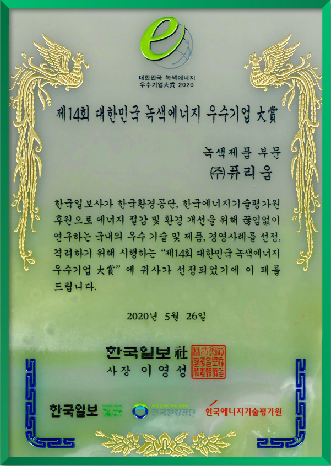 대한민국 녹색에너지
우수기업大賞 2020
제14회 대한민국 녹색에너지 우수기업 大賞
녹색제품 부문
(주)퓨리움
한국일보사가 한국환경공단, 한국에너지기술평가원
후원으로 에너지 절감 및 환경 개선을 위해 끊임없이
연구하는 국내의 우수 기술 및 제품, 경영사례를 선정,
격려하기 위해 시행하는 "제14회 대한민국 녹색에너지
우수기업 大賞" 에 귀사가 선정되었기에 이 패를
드립니다.
2020년 5월 26일
한국일보社
사장 이영성
한국일보
한국환경공단
한국에너지기술평가원